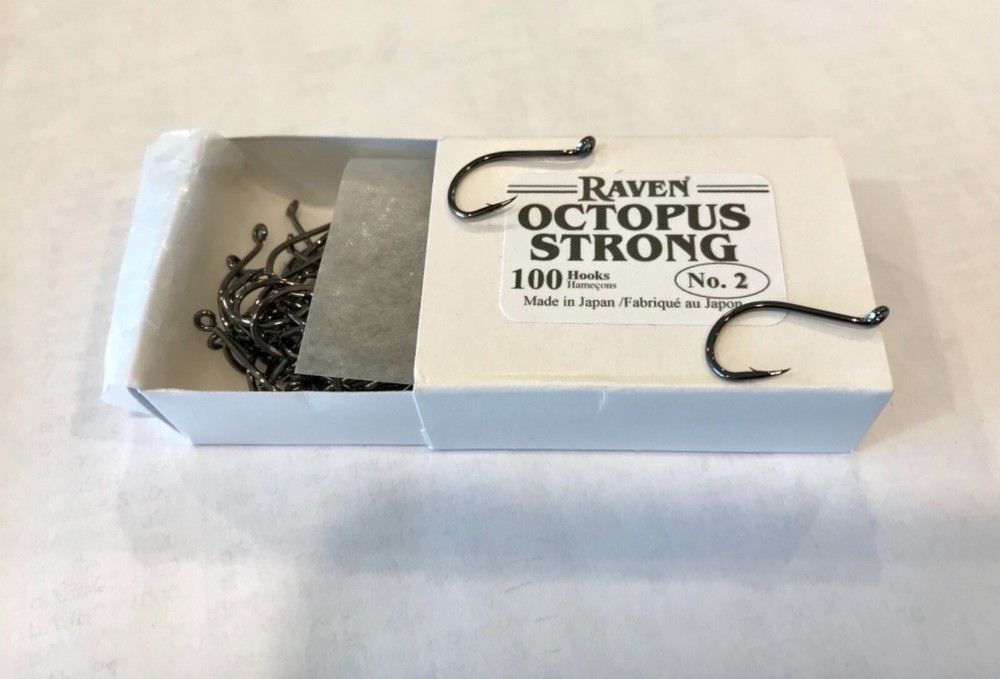 RAVEN®
OCTOPUS
STRONG
100 Hooks
Hameçons
No. 2
Made in Japan /Fabriqué au Japon